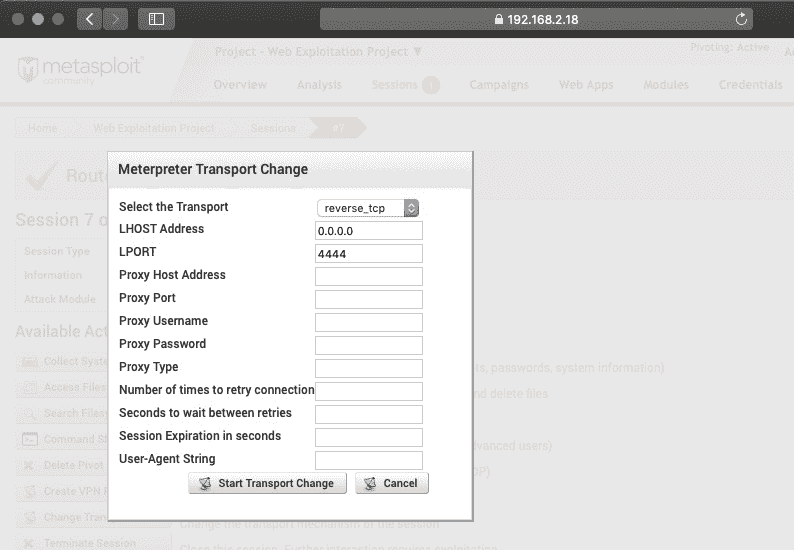 192.168.2.18
metasploit
community
Project - Web Exploitation Project ▼
Pivoting: Active
Overview Analysis Sessions 1 Campaigns Web Apps Modules Credentials
Home Web Exploitation Project Sessions #7
Session 7 o
Session Type
Information
Attack Module
Available Act
Collect Syste
ts, passwords, system information)
Access Files
nd delete files
Search Files
Command Sh
dvanced users)
Delete Pivot
Create VPN
Change Tran
Change the transport mechanism of the session
Terminate Session
Close this session. Further interaction requires exploitation
Meterpreter Transport Change
Select the Transport reverse_tcp
LHOST Address 0.0.0.0
LPORT 4444
Proxy Host Address
Proxy Port
Proxy Username
Proxy Password
Proxy Type
Number of times to retry connection
Seconds to wait between retries
Session Expiration in seconds
User-Agent String
Start Transport Change Cancel